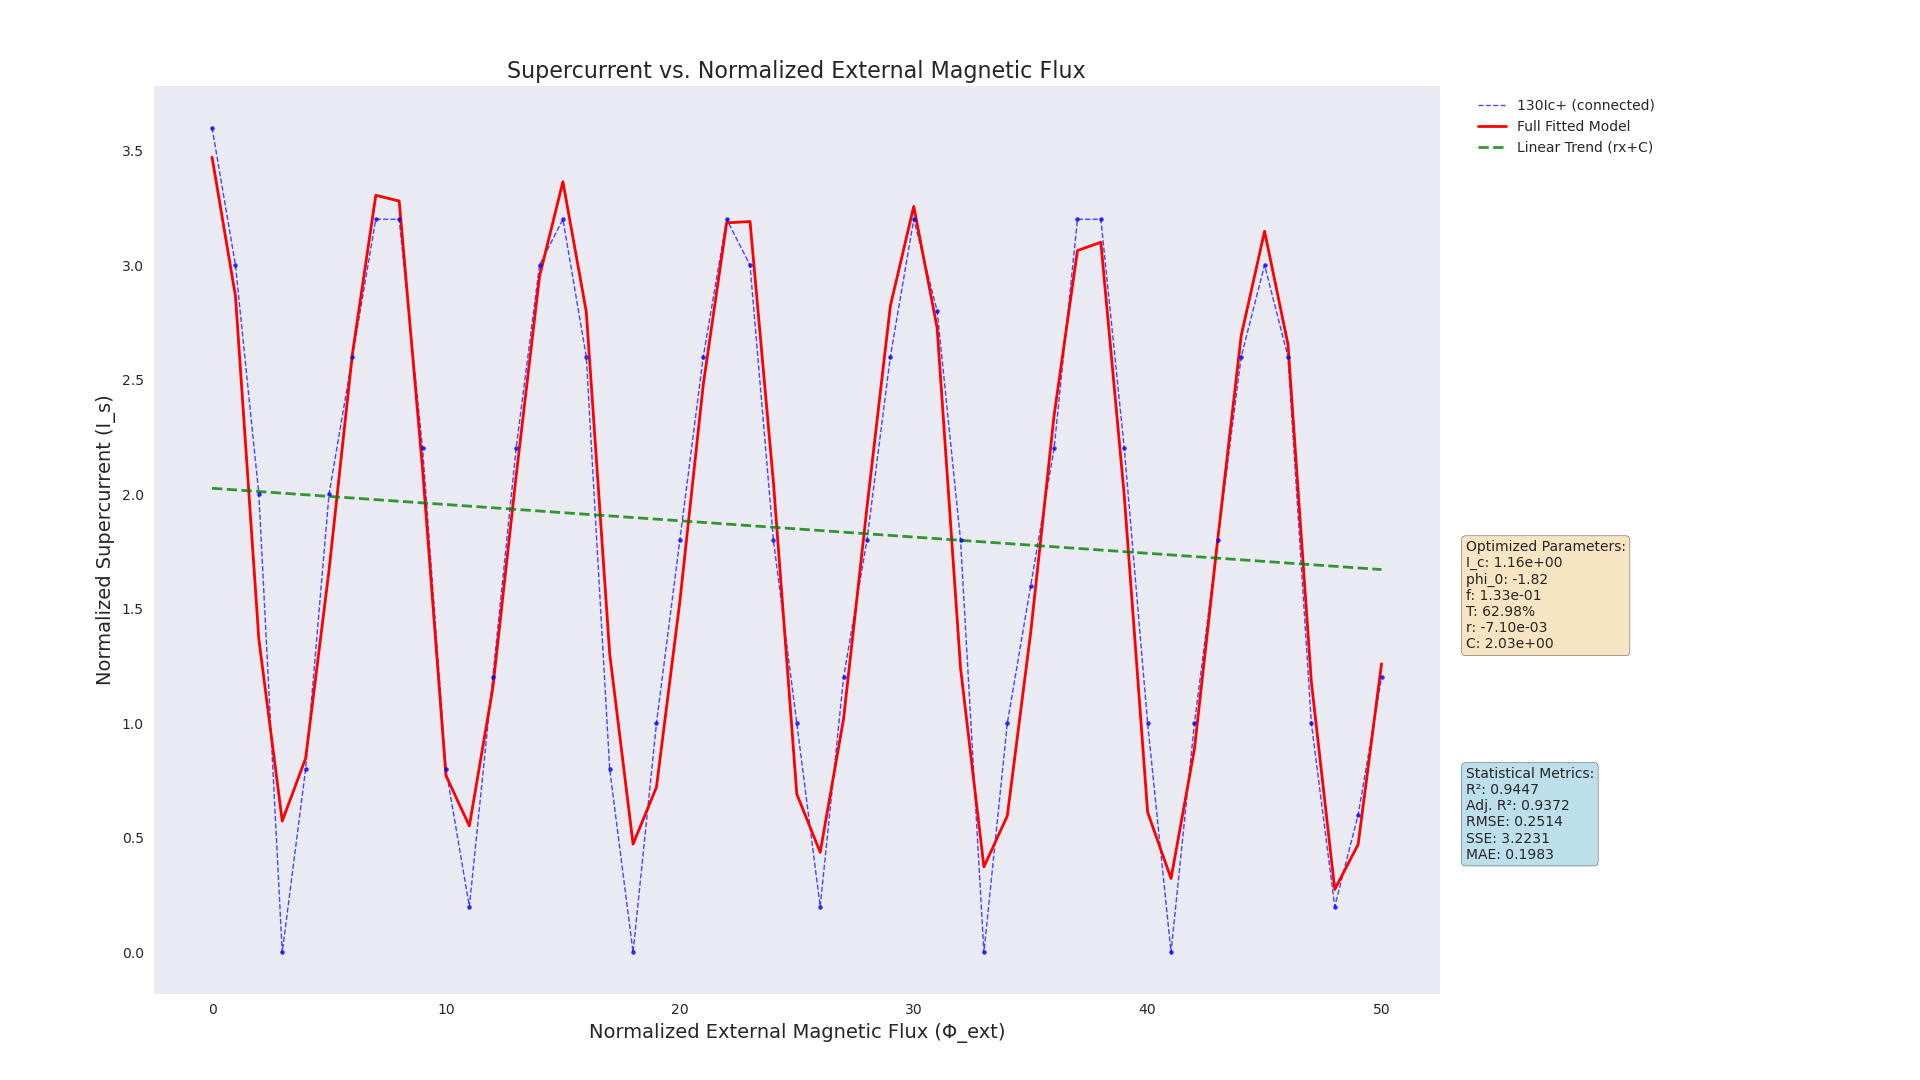 Supercurrent vs. Normalized External Magnetic Flux
130Ic+ (connected)
Full Fitted Model
Linear Trend (rx+C)
Normalized Supercurrent (I_s)
3.5
3.0
2.5
2.0
1.5
1.0
0.5
0.0
0
10
20
30
40
50
Normalized External Magnetic Flux (Φ_ext)
Optimized Parameters:
I_c: 1.16e+00
phi_0: -1.82
f: 1.33e-01
T: 62.98%
r: -7.10e-03
C: 2.03e+00
Statistical Metrics:
R²: 0.9447
Adj. R²: 0.9372
RMSE: 0.2514
SSE: 3.2231
MAE: 0.1983